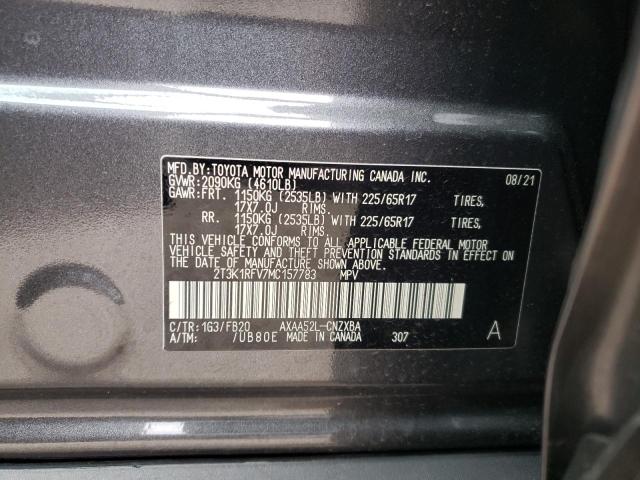 MFD.BY:TOYOTA MOTOR MANUFACTURING CANADA INC. 08/21
GVWR:2090KG (4610LB)
GAWR:FRT. 1150KG (2535LB) WITH 225/65R17 TIRES,
17X7.0J RIMS.
RR. 1150KG (2535LB) WITH 225/65R17 TIRES,
17X7.0J RIMS.
THIS VEHICLE CONFORMS TO ALL APPLICABLE FEDERAL MOTOR
VEHICLE SAFETY AND THEFT PREVENTION STANDARDS IN EFFECT ON
THE DATE OF MANUFACTURE SHOWN ABOVE.
2T3K1RFV7MC157783 MPV
C/TR:1G3/FB20 AXAA52L-CNZXBA
A/TM: /UB80E MADE IN CANADA 307 A